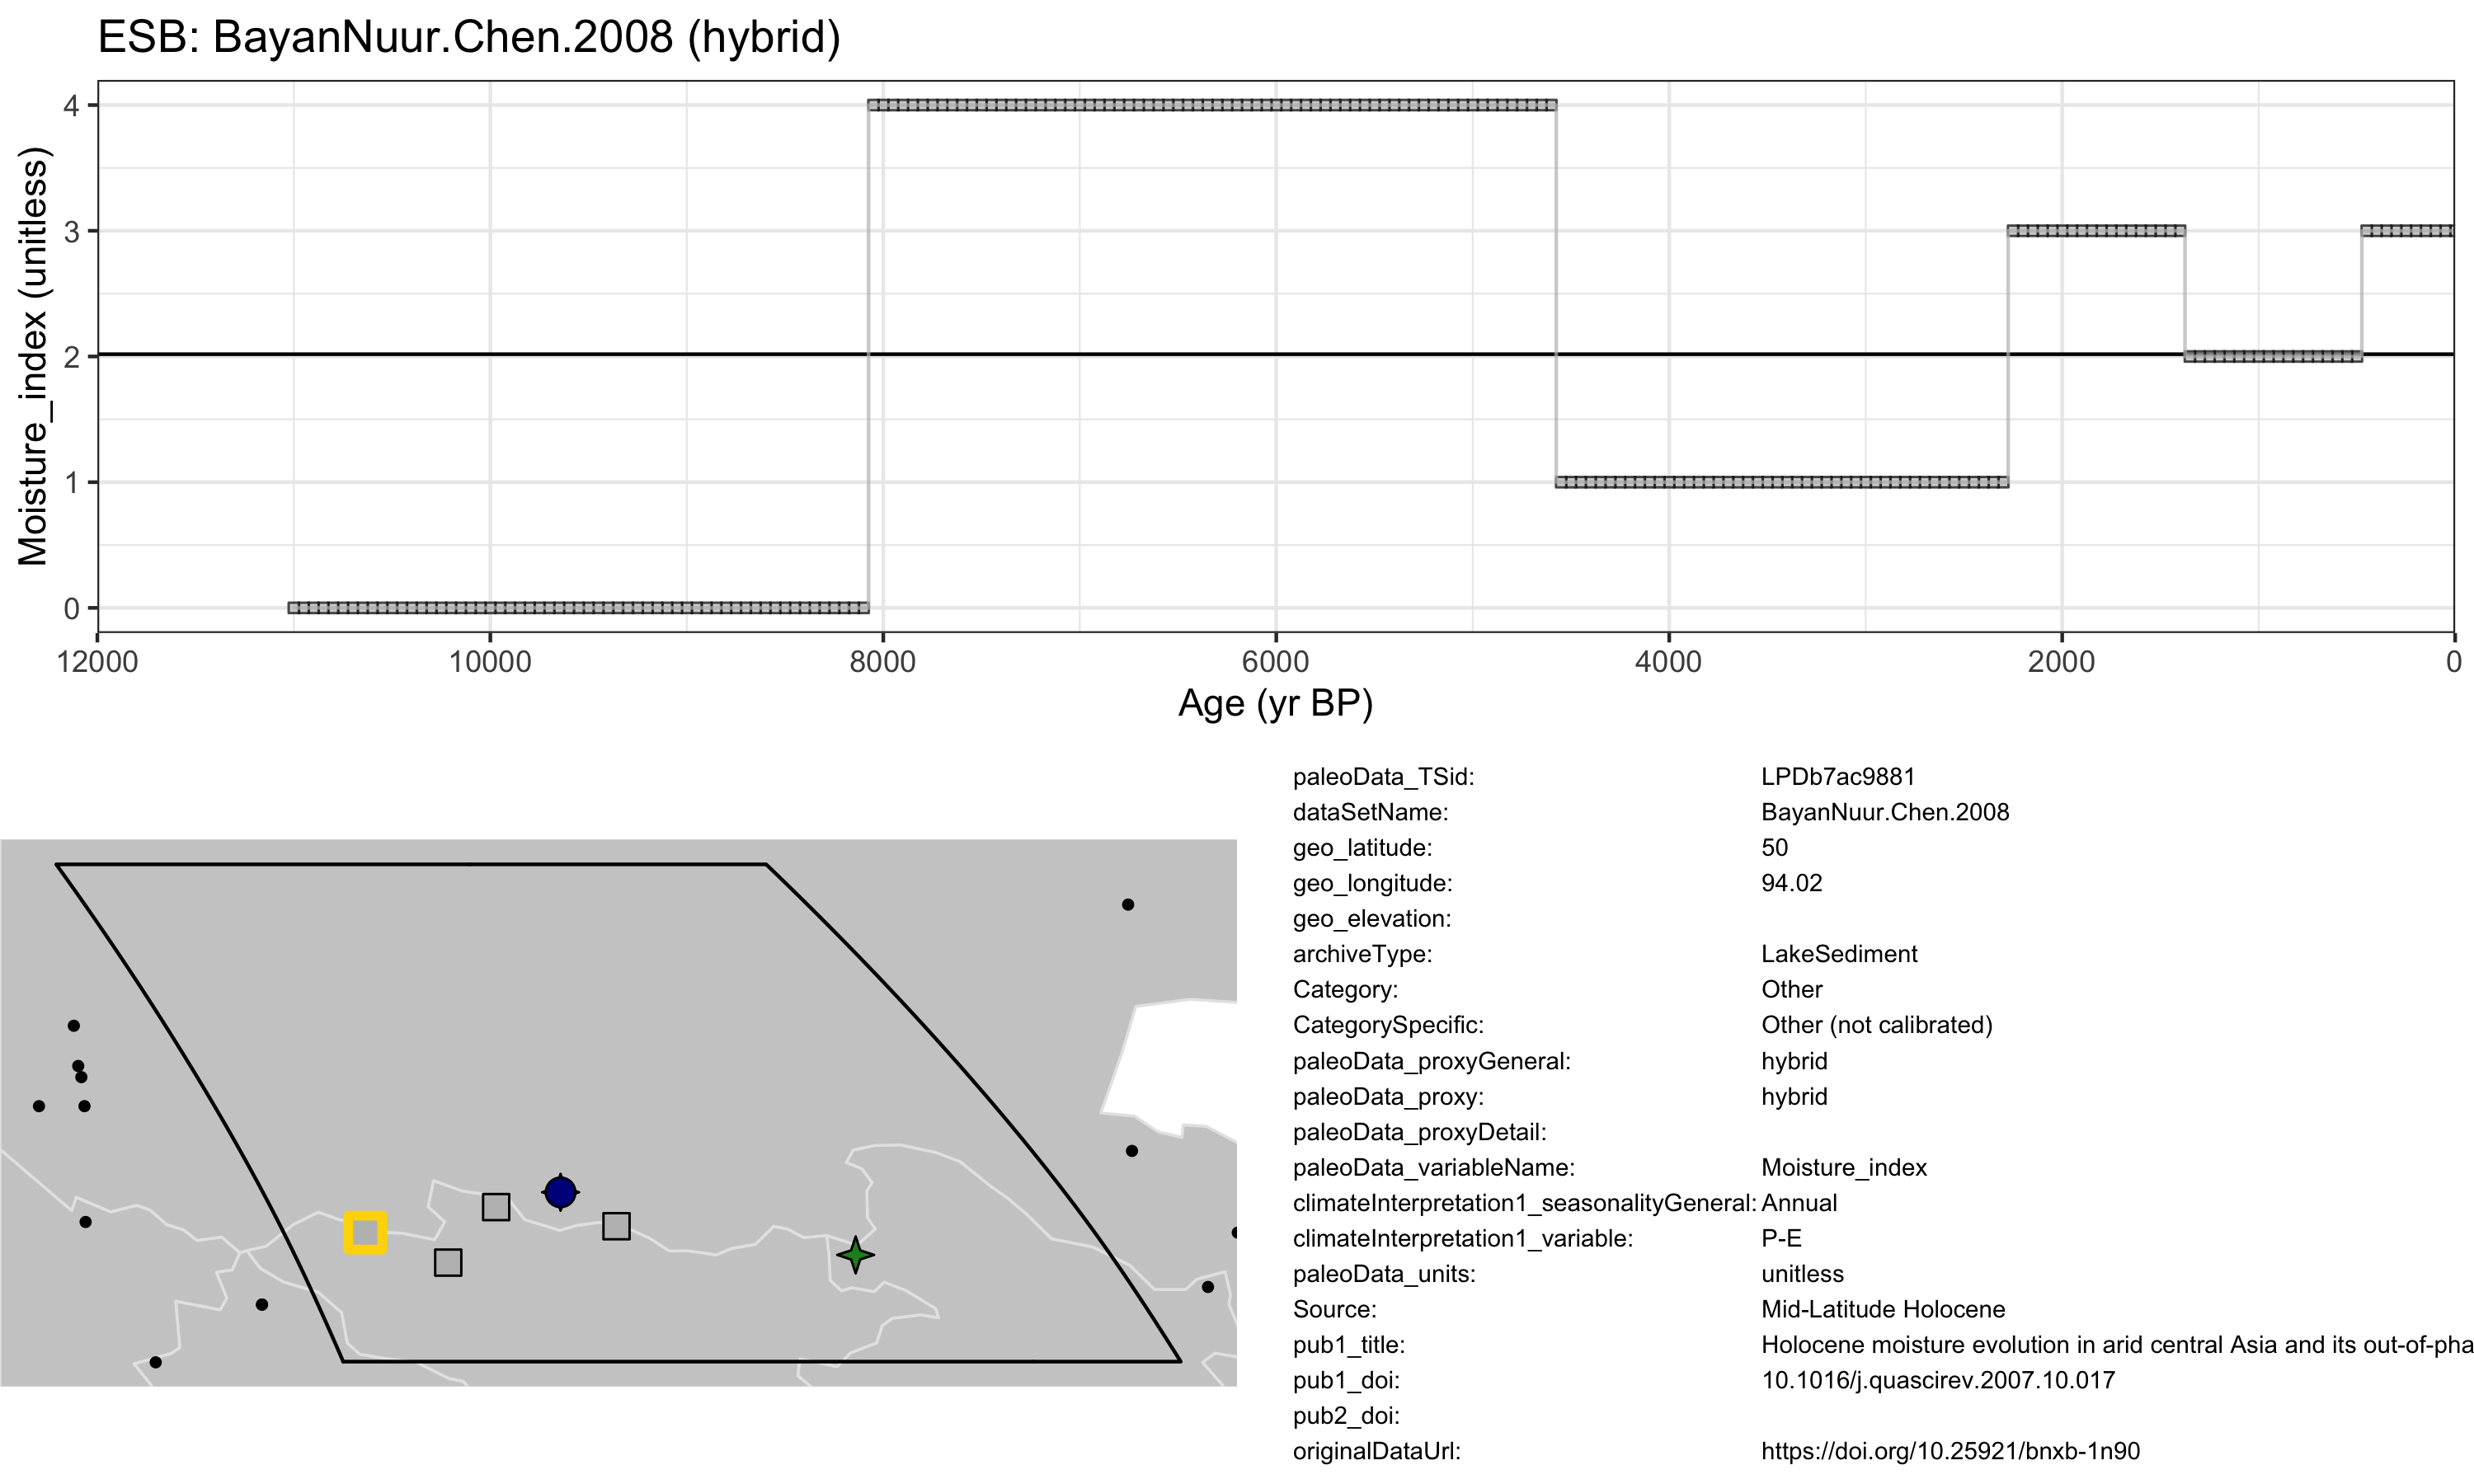 ESB: BayanNuur.Chen.2008 (hybrid)
Moisture_index (unitless)
4
3
2
1
0
12000 10000 8000 6000 4000 2000 0
Age (yr BP)
paleoData_TSid: LPDb7ac9881
dataSetName: BayanNuur.Chen.2008
geo_latitude: 50
geo_longitude: 94.02
geo_elevation:
archiveType: LakeSediment
Category: Other
CategorySpecific: Other (not calibrated)
paleoData_proxyGeneral: hybrid
paleoData_proxy: hybrid
paleoData_proxyDetail:
paleoData_variableName: Moisture_index
climateInterpretation1_seasonalityGeneral: Annual
climateInterpretation1_variable: P-E
paleoData_units: unitless
Source: Mid-Latitude Holocene
pub1_title: Holocene moisture evolution in arid central Asia and its out-of-pha
pub1_doi: 10.1016/j.quascirev.2007.10.017
pub2_doi:
originalDataUrl: https://doi.org/10.25921/bnxb-1n90